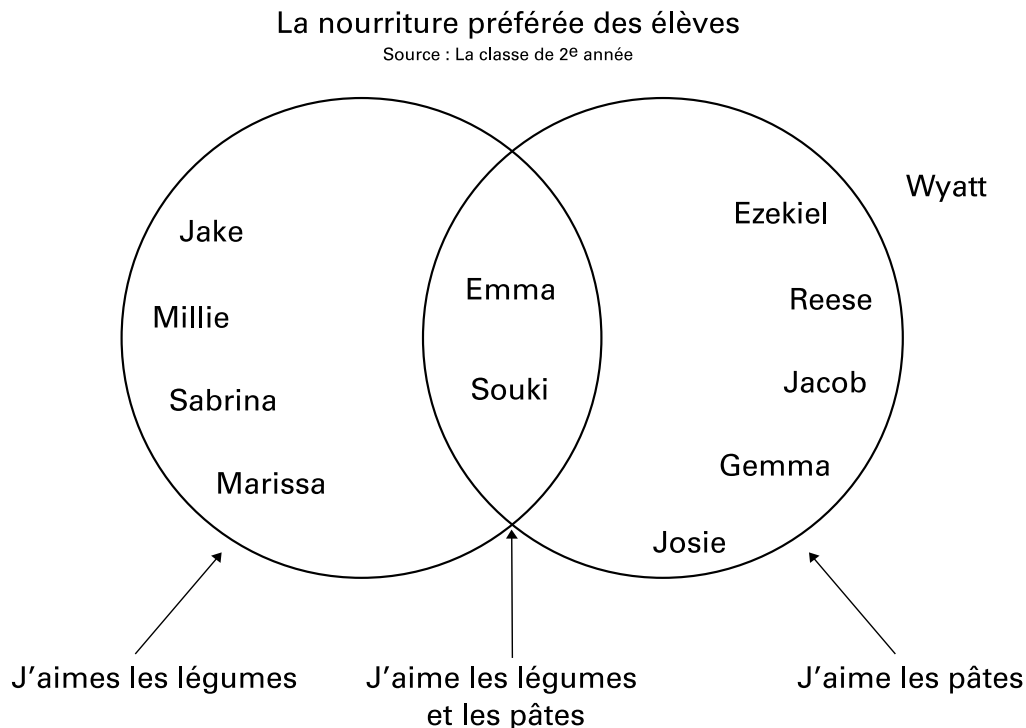 La nourriture préférée des élèves
Source : La classe de 2e année
Wyatt
Ezekiel
Jake
Emma
Reese
Millie
Jacob
Souki
Sabrina
Gemma
Marissa
Josie
J'aimes les légumes
J'aime les légumes
et les pâtes
J'aime les pâtes